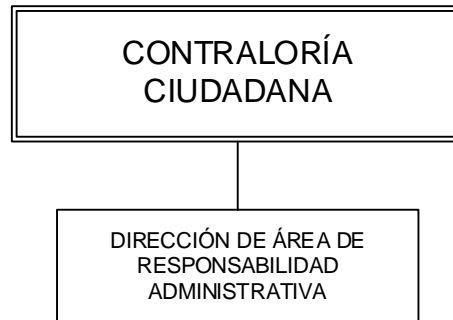 CONTRALORÍA
CIUDADANA
DIRECCIÓN DE ÁREA DE
RESPONSABILIDAD
ADMINISTRATIVA